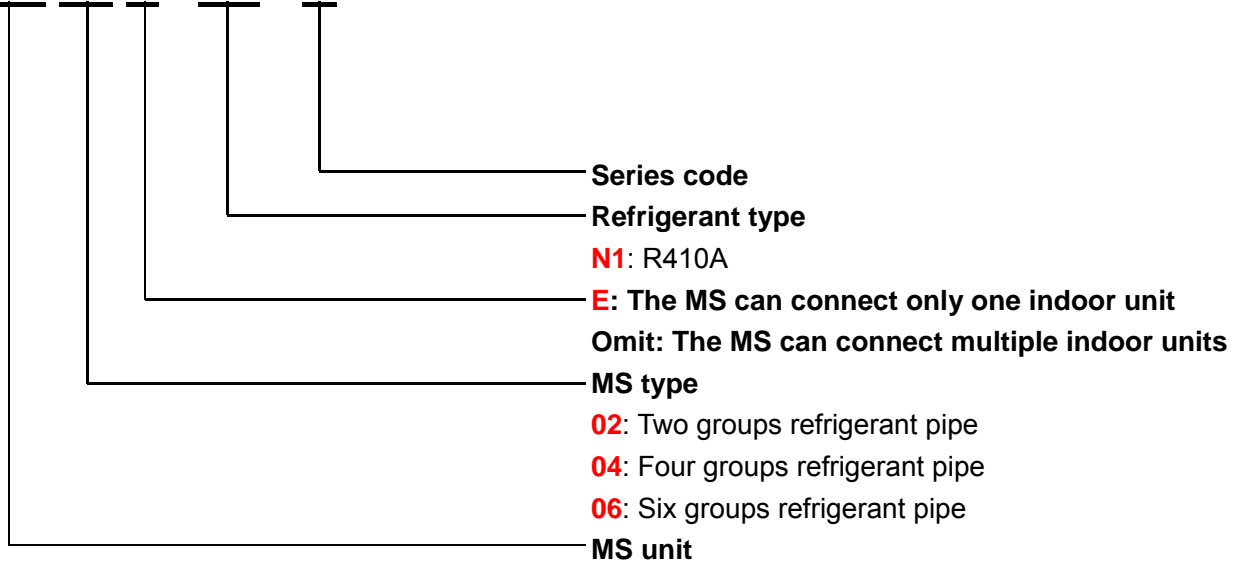 Series code
Refrigerant type
N1: R410A
E: The MS can connect only one indoor unit
Omit: The MS can connect multiple indoor units
MS type
02: Two groups refrigerant pipe
04: Four groups refrigerant pipe
06: Six groups refrigerant pipe
MS unit